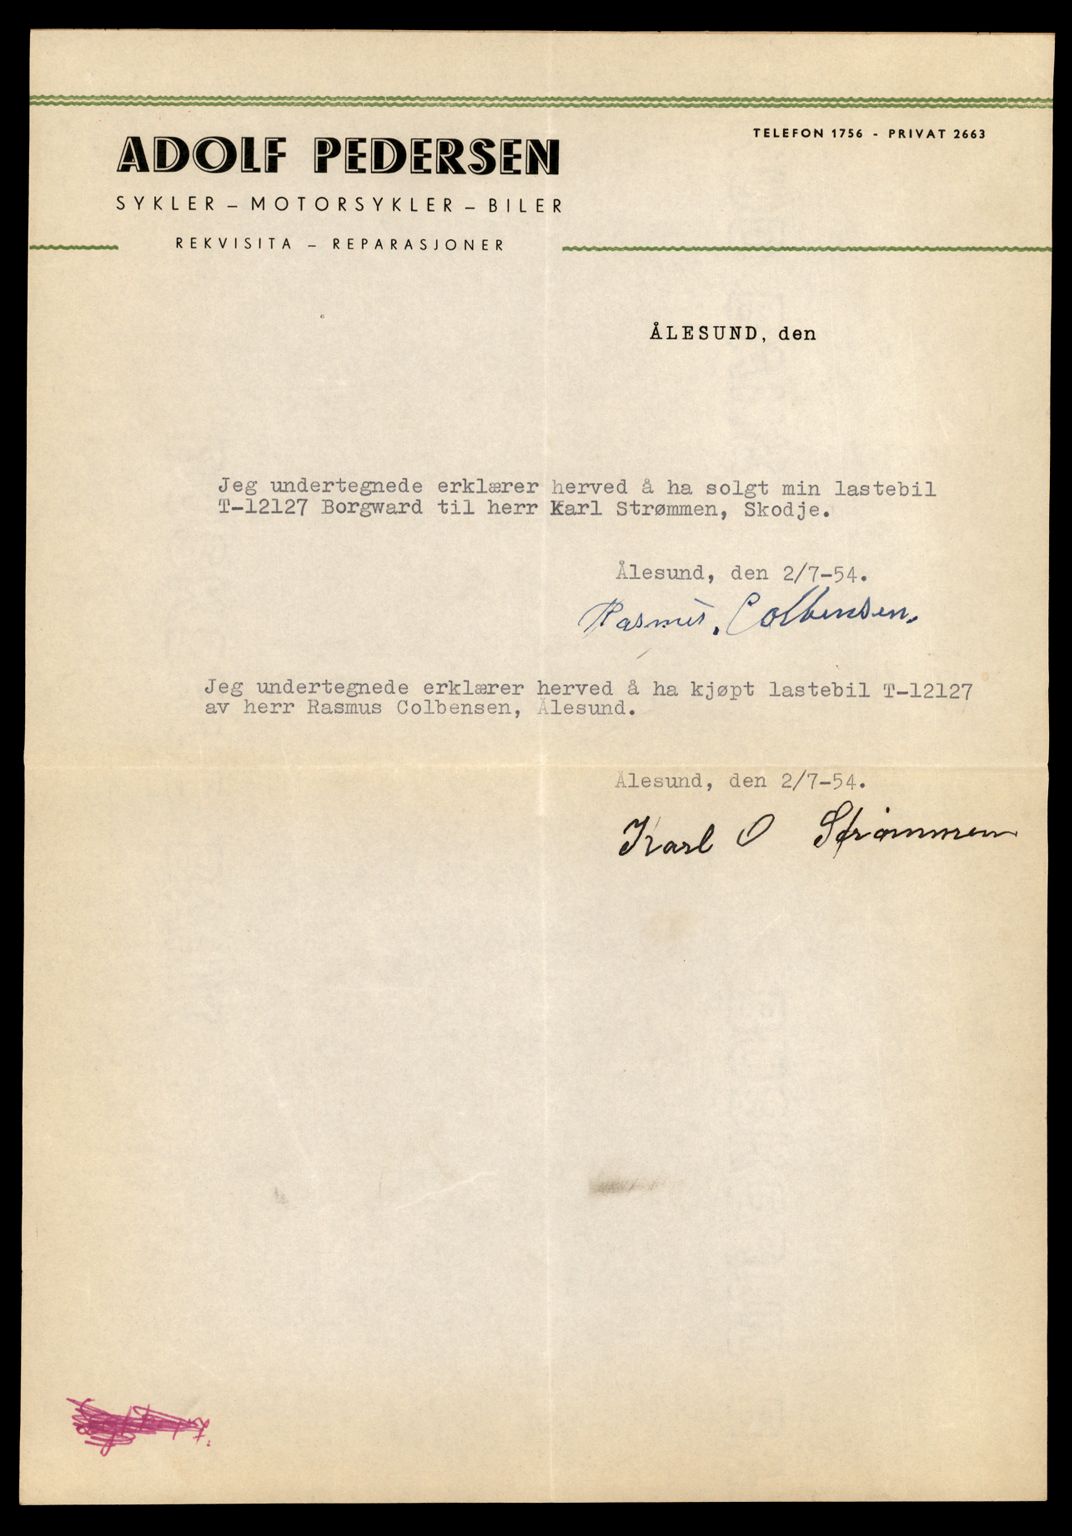 ADOLF PEDERSEN
TELEFON 1756 - PRIVAT 2663
SYKLER – MOTORSYKLER – BILER
REKVISITA – REPARASJONER
ÅLESUND, den
Jeg undertegnede erklærer herved å ha solgt min lastebil
T-12127 Borgward til herr Karl Strømmen, Skodje.
Ålesund, den 2/7-54.
Rasmus. Colbensen.
Jeg undertegnede erklærer herved å ha kjøpt lastebil T-12127
av herr Rasmus Colbensen, Ålesund.
Ålesund, den 2/7-54.
Karl O Strømmen